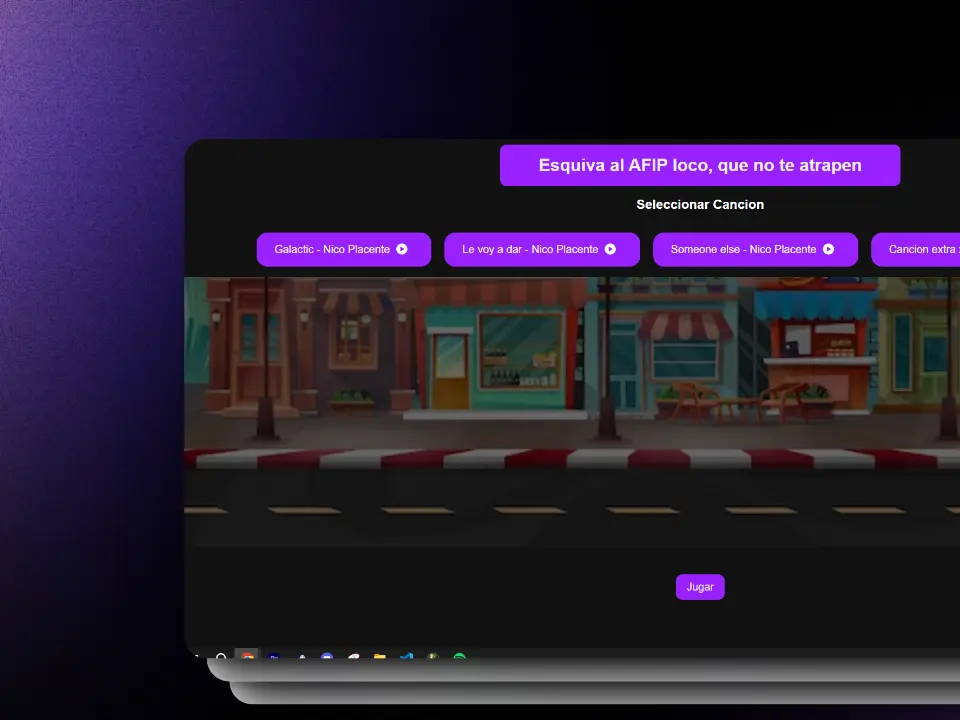 Esquiva al AFIP loco, que no te atrapen
Seleccionar Cancion
Galactic - Nico Placente
Le voy a dar - Nico Placente
Someone else - Nico Placente
Cancion extra
Jugar